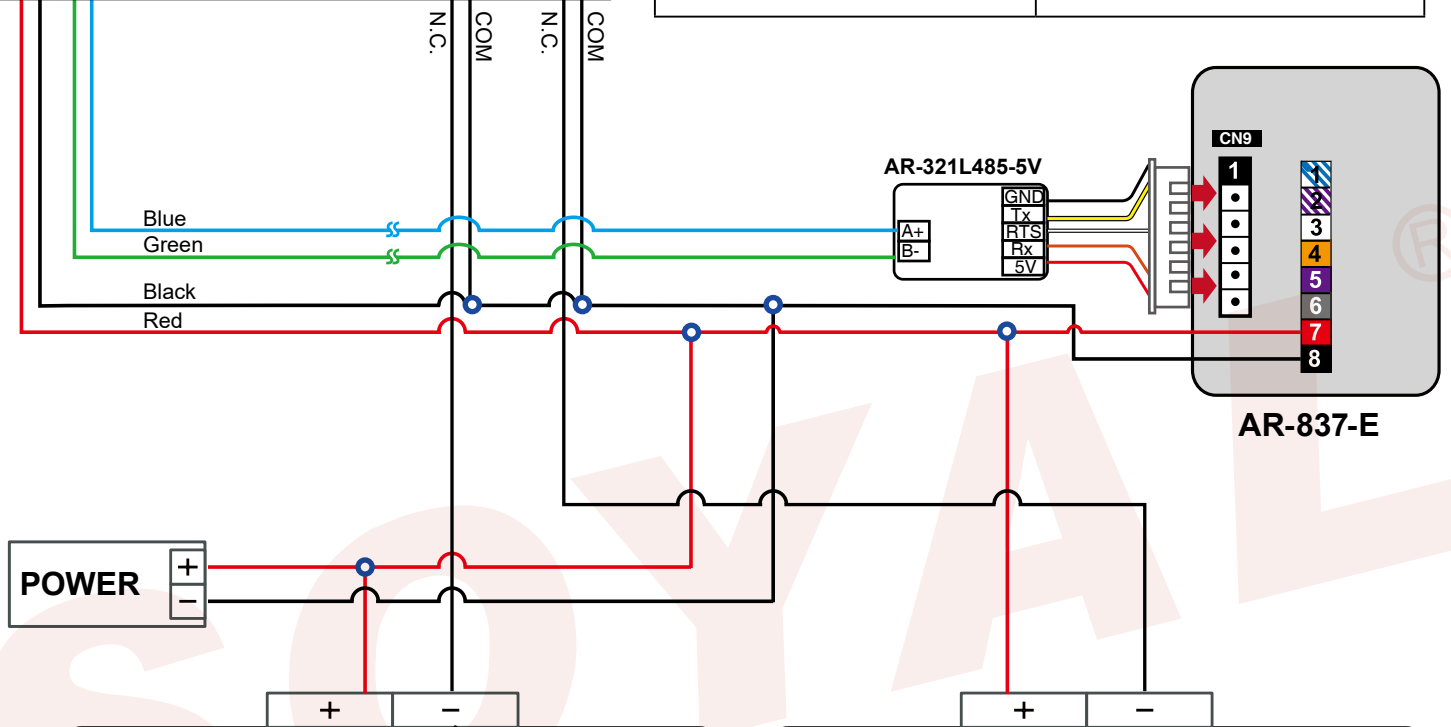 N.C.
COM
N.C.
COM
CN9
AR-321L485-5V
1
1
2
3
4
5
6
7
8
GND
Tx
RTS
Rx
5V
A+
B-
Blue
Green
Black
Red
AR-837-E
POWER
+
−
+ −
+ −
SOYAL
®